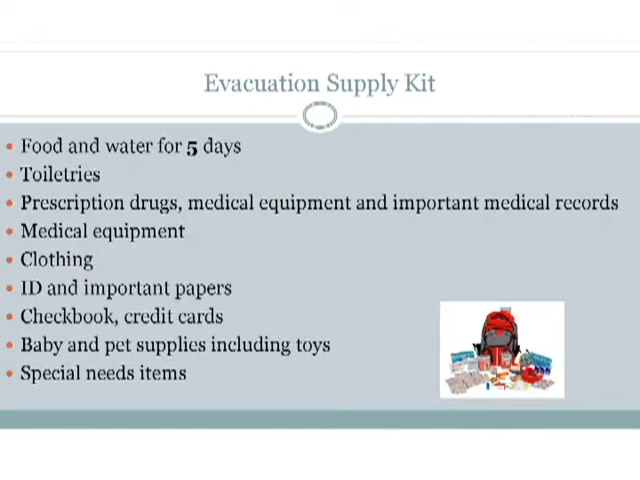 Evacuation Supply Kit
Food and water for 5 days
Toiletries
Prescription drugs, medical equipment and important medical records
Medical equipment
Clothing
ID and important papers
Checkbook, credit cards
Baby and pet supplies including toys
Special needs items